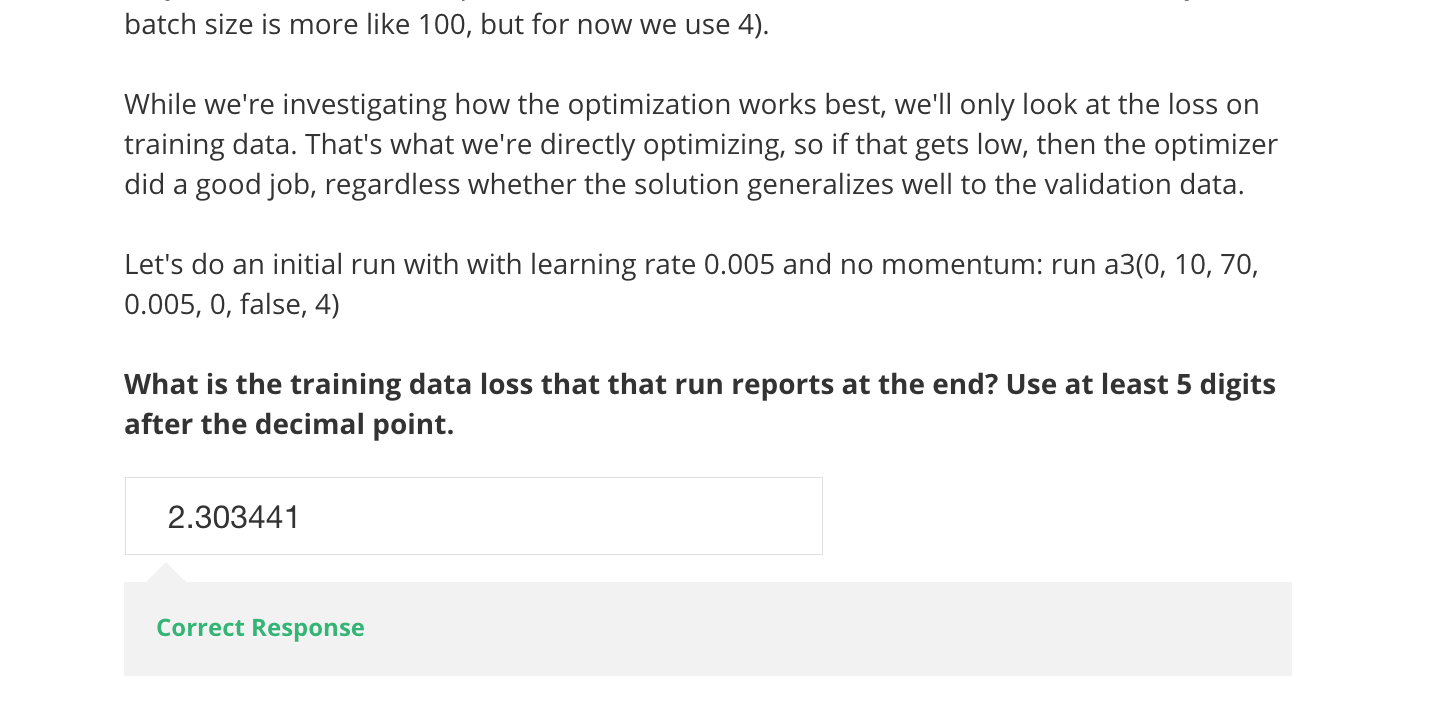 batch size is more like 100, but for now we use 4).
While we're investigating how the optimization works best, we'll only look at the loss on
training data. That's what we're directly optimizing, so if that gets low, then the optimizer
did a good job, regardless whether the solution generalizes well to the validation data.
Let's do an initial run with with learning rate 0.005 and no momentum: run a3(0, 10, 70,
0.005, 0, false, 4)
What is the training data loss that that run reports at the end? Use at least 5 digits
after the decimal point.
2.303441
Correct Response